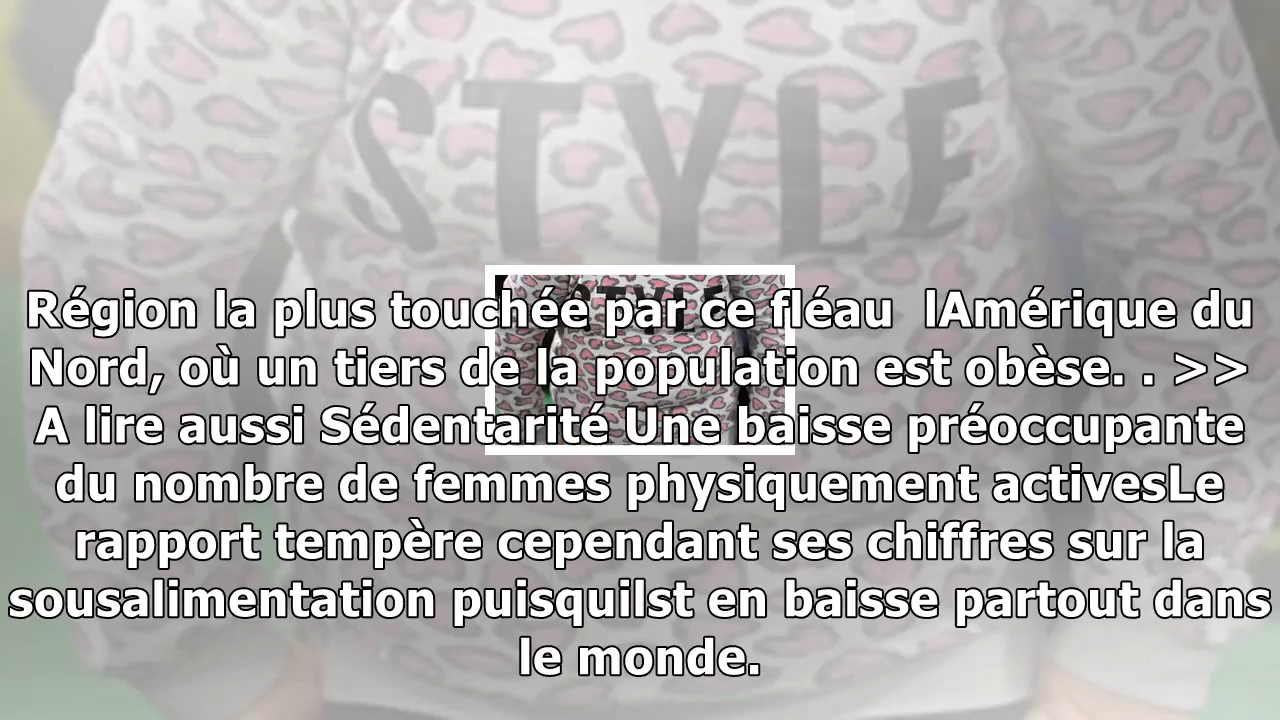 STYLE
STYLE
Région la plus touchée par ce fléau  lAmérique du
Nord, où un tiers de la population est obèse. . >>
A lire aussi Sédentarité Une baisse préoccupante
du nombre de femmes physiquement activesLe
rapport tempère cependant ses chiffres sur la
sousalimentation puisquilst en baisse partout dans
le monde.